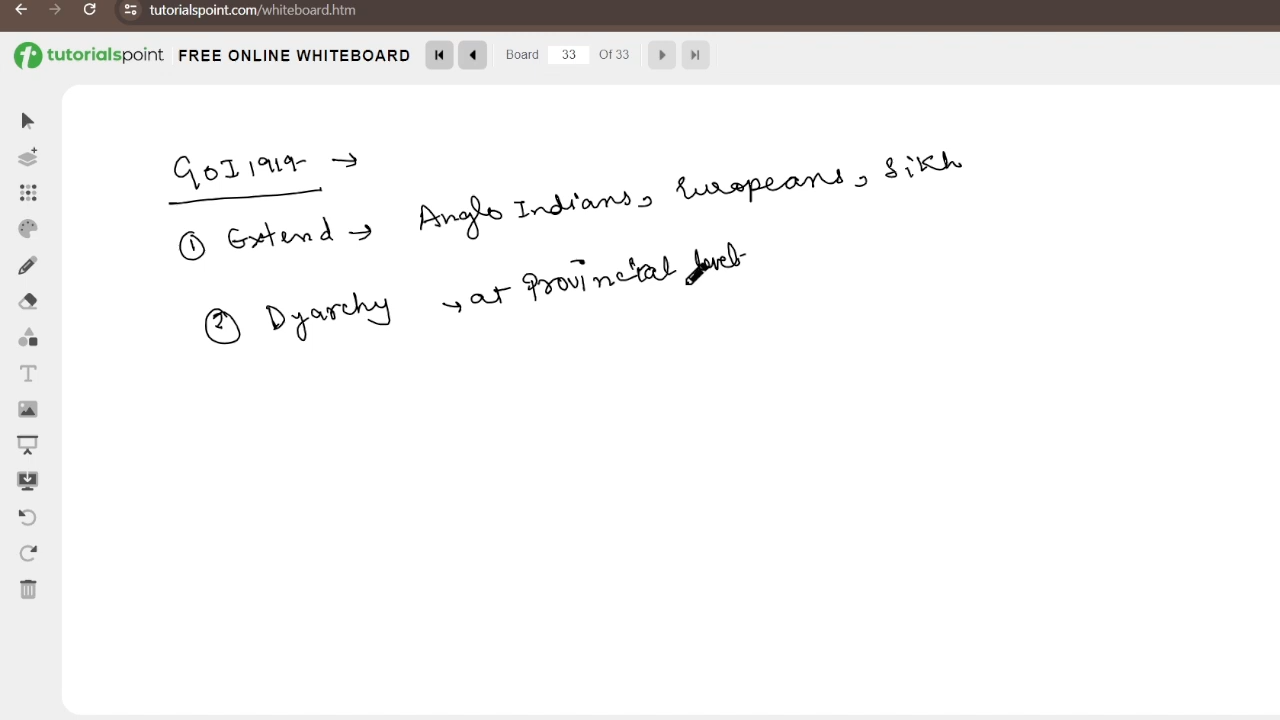 tutorialspoint.com/whiteboard.htm
tutorialspoint FREE ONLINE WHITEBOARD Board 33 Of 33
GOI 1919 →
① Extend → Anglo Indians, Europeans, Sikh
② Dyarchy → at Provincial level